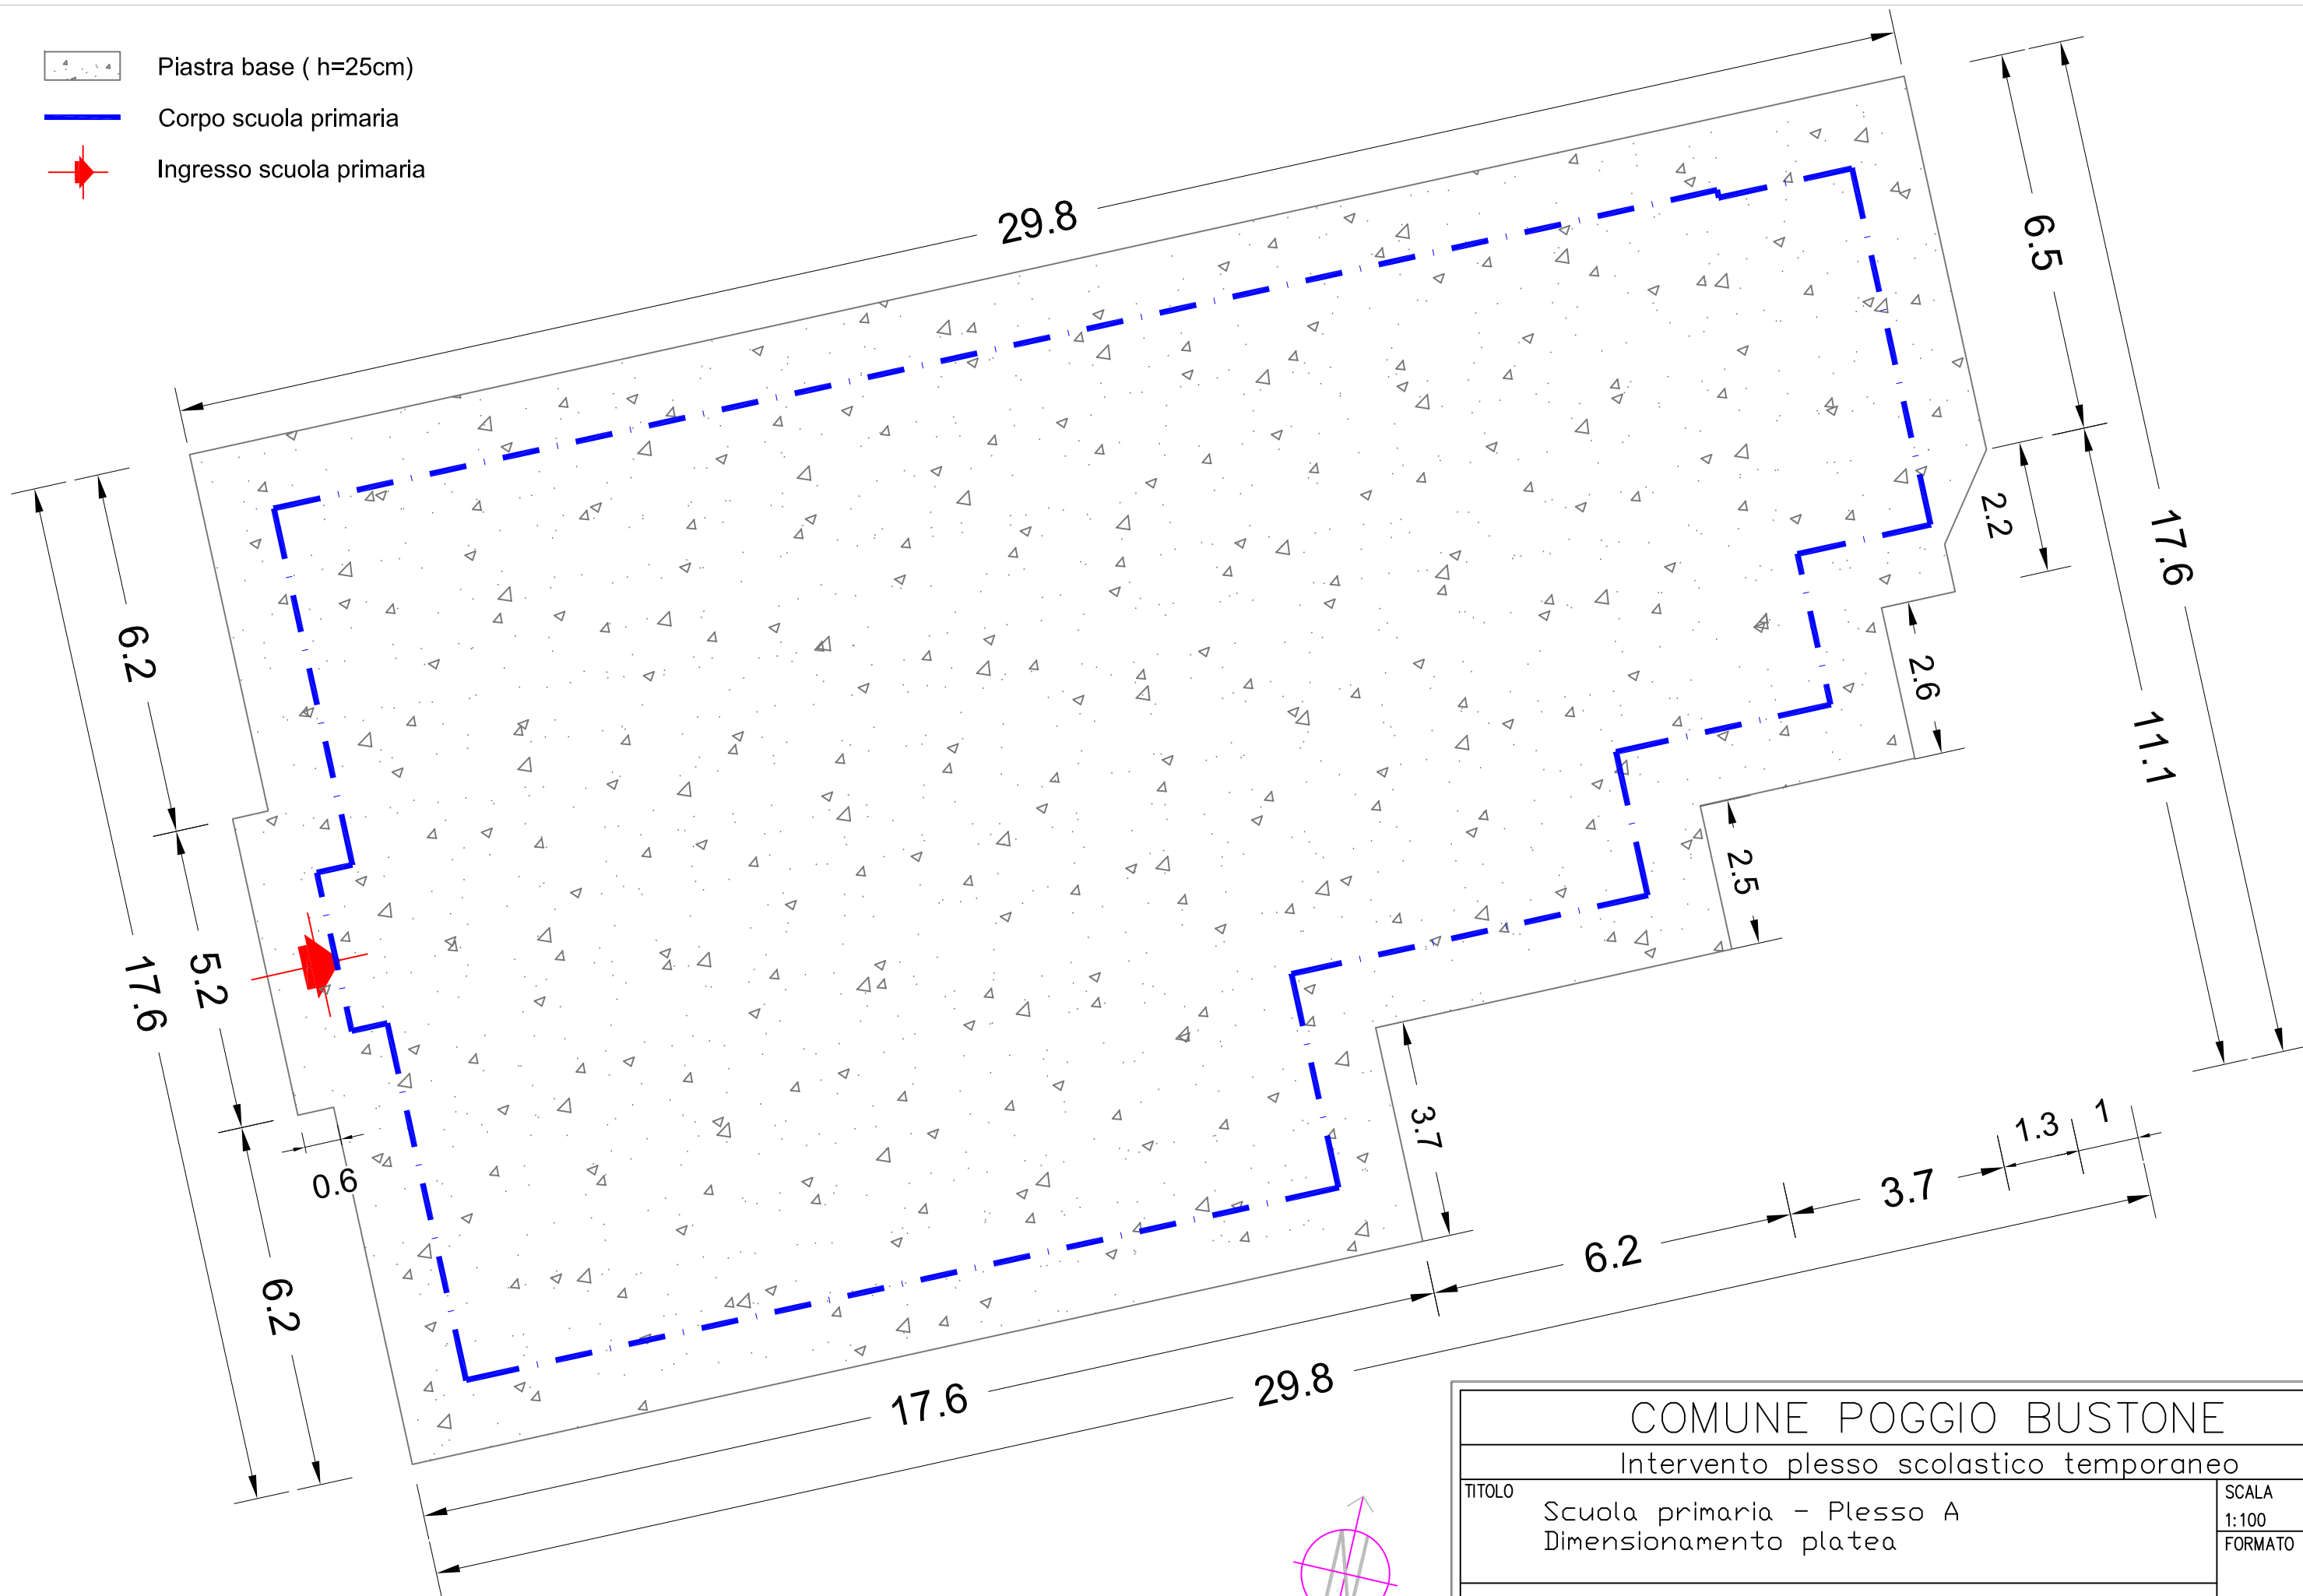 Piastra base ( h=25cm)
Corpo scuola primaria
Ingresso scuola primaria
29.8
6.5
17.6
2.2
11.1
2.6
2.5
3.7
6.2
5.2
17.6
0.6
6.2
1.3
1
3.7
6.2
17.6
29.8
COMUNE POGGIO BUSTONE
Intervento plesso scolastico temporaneo
TITOLO
Scuola primaria - Plesso A
Dimensionamento platea
SCALA
1:100
FORMATO